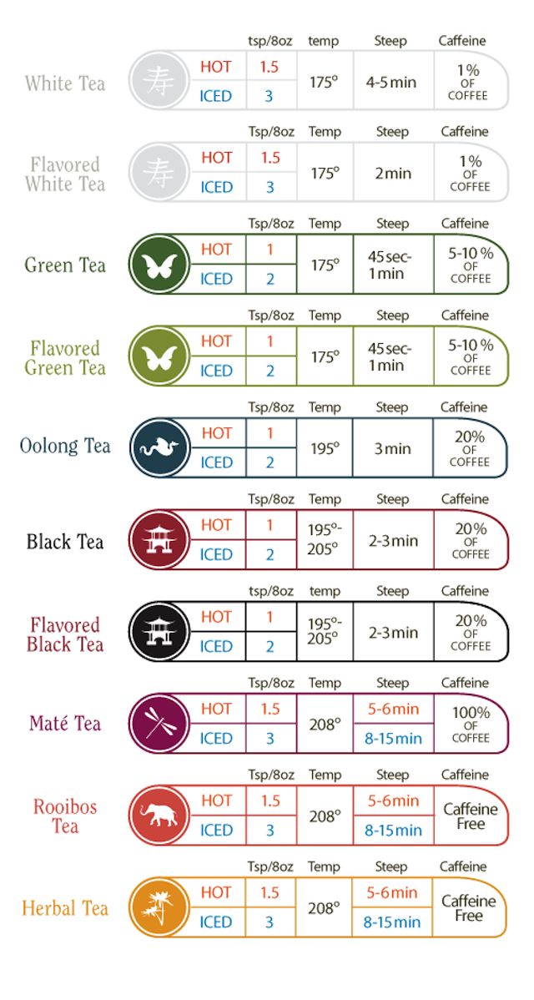 tsp/8oz temp Steep Caffeine
White Tea 寿 HOT 1.5 175° 4-5 min 1% OF COFFEE
ICED 3
Tsp/8oz Temp Steep Caffeine
Flavored White Tea 寿 HOT 1.5 175° 2 min 1% OF COFFEE
ICED 3
Tsp/8oz Temp Steep Caffeine
Green Tea HOT 1 175° 45 sec-1 min 5-10 % OF COFFEE
ICED 2
Tsp/8oz Temp Steep Caffeine
Flavored Green Tea HOT 1 175° 45 sec-1 min 5-10 % OF COFFEE
ICED 2
Tsp/8oz Temp Steep Caffeine
Oolong Tea HOT 1 195° 3 min 20% OF COFFEE
ICED 2
Tsp/8oz Temp Steep Caffeine
Black Tea HOT 1 195°-205° 2-3 min 20% OF COFFEE
ICED 2
tsp/8oz temp Steep Caffeine
Flavored Black Tea HOT 1 195°-205° 2-3 min 20% OF COFFEE
ICED 2
Tsp/8oz Temp Steep Caffeine
Maté Tea HOT 1.5 208° 5-6 min 100% OF COFFEE
ICED 3 8-15 min
Tsp/8oz Temp Steep Caffeine
Rooibos Tea HOT 1.5 208° 5-6 min Caffeine Free
ICED 3 8-15 min
Tsp/8oz Temp Steep Caffeine
Herbal Tea HOT 1.5 208° 5-6 min Caffeine Free
ICED 3 8-15 min